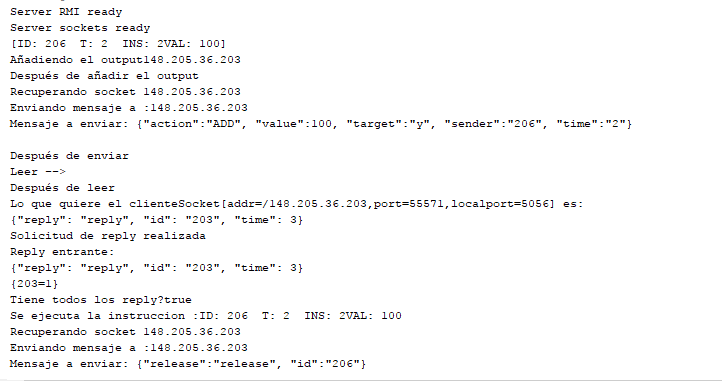 Server RMI ready
Server sockets ready
[ID: 206  T: 2  INS: 2VAL: 100]
Añadiendo el output148.205.36.203
Después de añadir el output
Recuperando socket 148.205.36.203
Enviando mensaje a :148.205.36.203
Mensaje a enviar: {"action":"ADD", "value":100, "target":"y", "sender":"206", "time":"2"}
Después de enviar
Leer -->
Después de leer
Lo que quiere el clienteSocket[addr=/148.205.36.203,port=55571,localport=5056] es:
{"reply": "reply", "id": "203", "time": 3}
Solicitud de reply realizada
Reply entrante:
{"reply": "reply", "id": "203", "time": 3}
{203=1}
Tiene todos los reply?true
Se ejecuta la instruccion :ID: 206  T: 2  INS: 2VAL: 100
Recuperando socket 148.205.36.203
Enviando mensaje a :148.205.36.203
Mensaje a enviar: {"release":"release", "id":"206"}